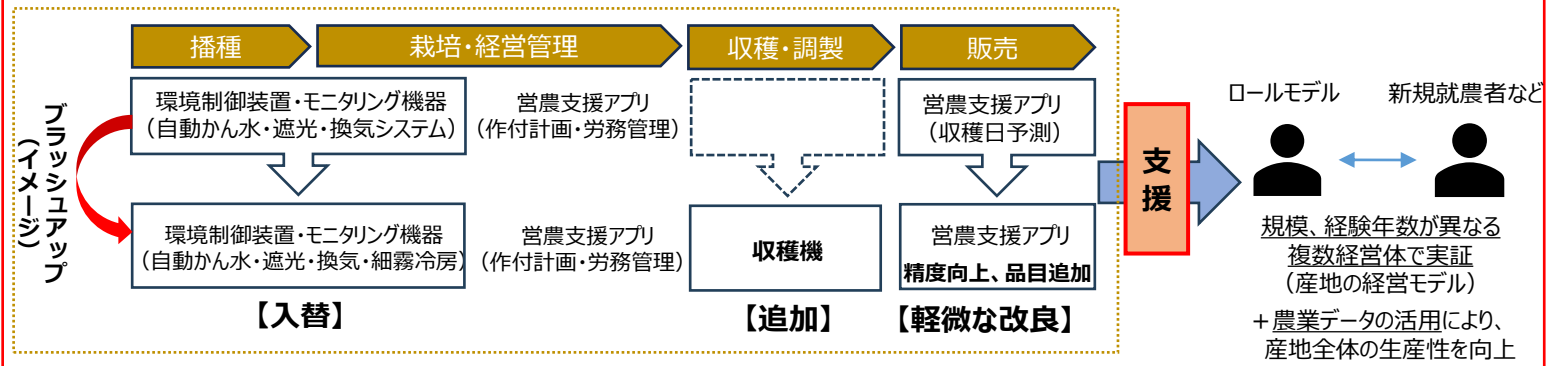 播種
栽培・経営管理
収穫・調製
販売
ブラッシュアップ
（イメージ）
環境制御装置・モニタリング機器
（自動かん水・遮光・換気システム）
営農支援アプリ
（作付計画・労務管理）
営農支援アプリ
（収穫日予測）
環境制御装置・モニタリング機器
（自動かん水・遮光・換気・細霧冷房）
営農支援アプリ
（作付計画・労務管理）
収穫機
営農支援アプリ
精度向上、品目追加
【入替】
【追加】
【軽微な改良】
支援
ロールモデル
新規就農者など
規模、経験年数が異なる
複数経営体で実証
（産地の経営モデル）
＋農業データの活用により、
産地全体の生産性を向上